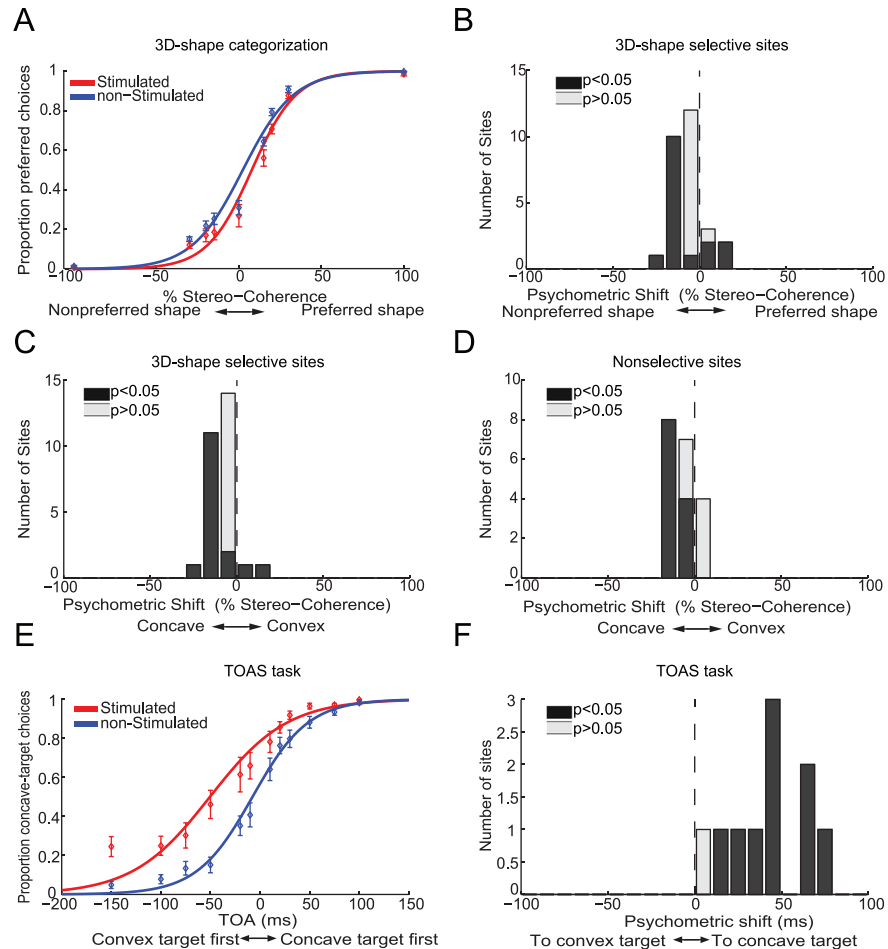 A
3D-shape categorization
Stimulated
non-Stimulated
Proportion preferred choices
1
0.8
0.6
0.4
0.2
0
-100
-50
0
50
100
% Stereo-Coherence
Nonpreferred shape
Preferred shape
B
3D-shape selective sites
p<0.05
p>0.05
Number of Sites
15
10
5
0
-100
-50
0
50
100
Psychometric Shift (% Stereo-Coherence)
Nonpreferred shape
Preferred shape
C
3D-shape selective sites
p<0.05
p>0.05
Number of Sites
15
10
5
0
-100
-50
0
50
100
Psychometric Shift (% Stereo-Coherence)
Concave
Convex
D
Nonselective sites
p<0.05
p>0.05
Number of Sites
10
8
6
4
2
0
-100
-50
0
50
100
Psychometric Shift (% Stereo-Coherence)
Concave
Convex
E
TOAS task
Stimulated
non-Stimulated
Proportion concave-target choices
1
0.8
0.6
0.4
0.2
0
-200
-150
-100
-50
0
50
100
150
TOA (ms)
Convex target first
Concave target first
F
TOAS task
p<0.05
p>0.05
Number of sites
3
2.5
2
1.5
1
0.5
0
-100
-50
0
50
100
Psychometric shift (ms)
To convex target
To concave target